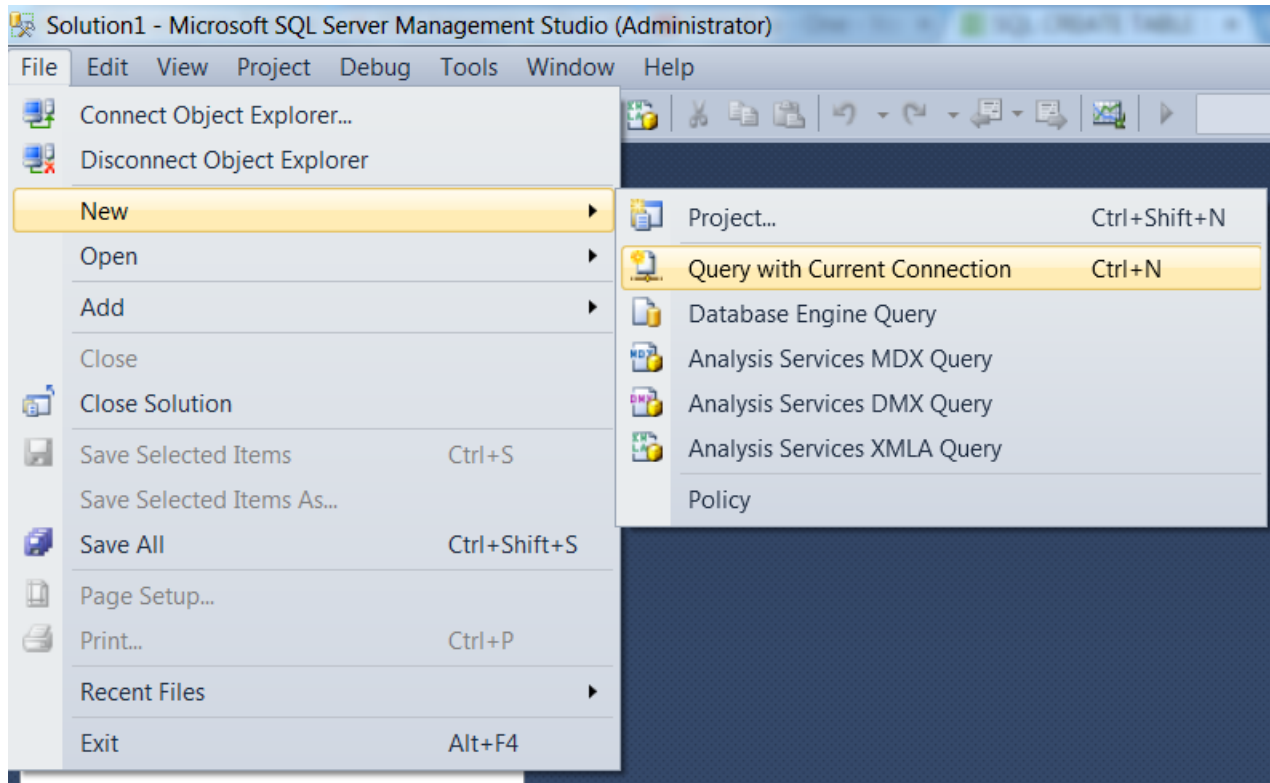 Solution1 - Microsoft SQL Server Management Studio (Administrator)
SQL CREATE TABLE
File Edit View Project Debug Tools Window Help
Connect Object Explorer...
Disconnect Object Explorer
New
Open
Add
Close
Close Solution
Save Selected Items Ctrl+S
Save Selected Items As...
Save All Ctrl+Shift+S
Page Setup...
Print... Ctrl+P
Recent Files
Exit Alt+F4
Project... Ctrl+Shift+N
Query with Current Connection Ctrl+N
Database Engine Query
Analysis Services MDX Query
Analysis Services DMX Query
Analysis Services XMLA Query
Policy